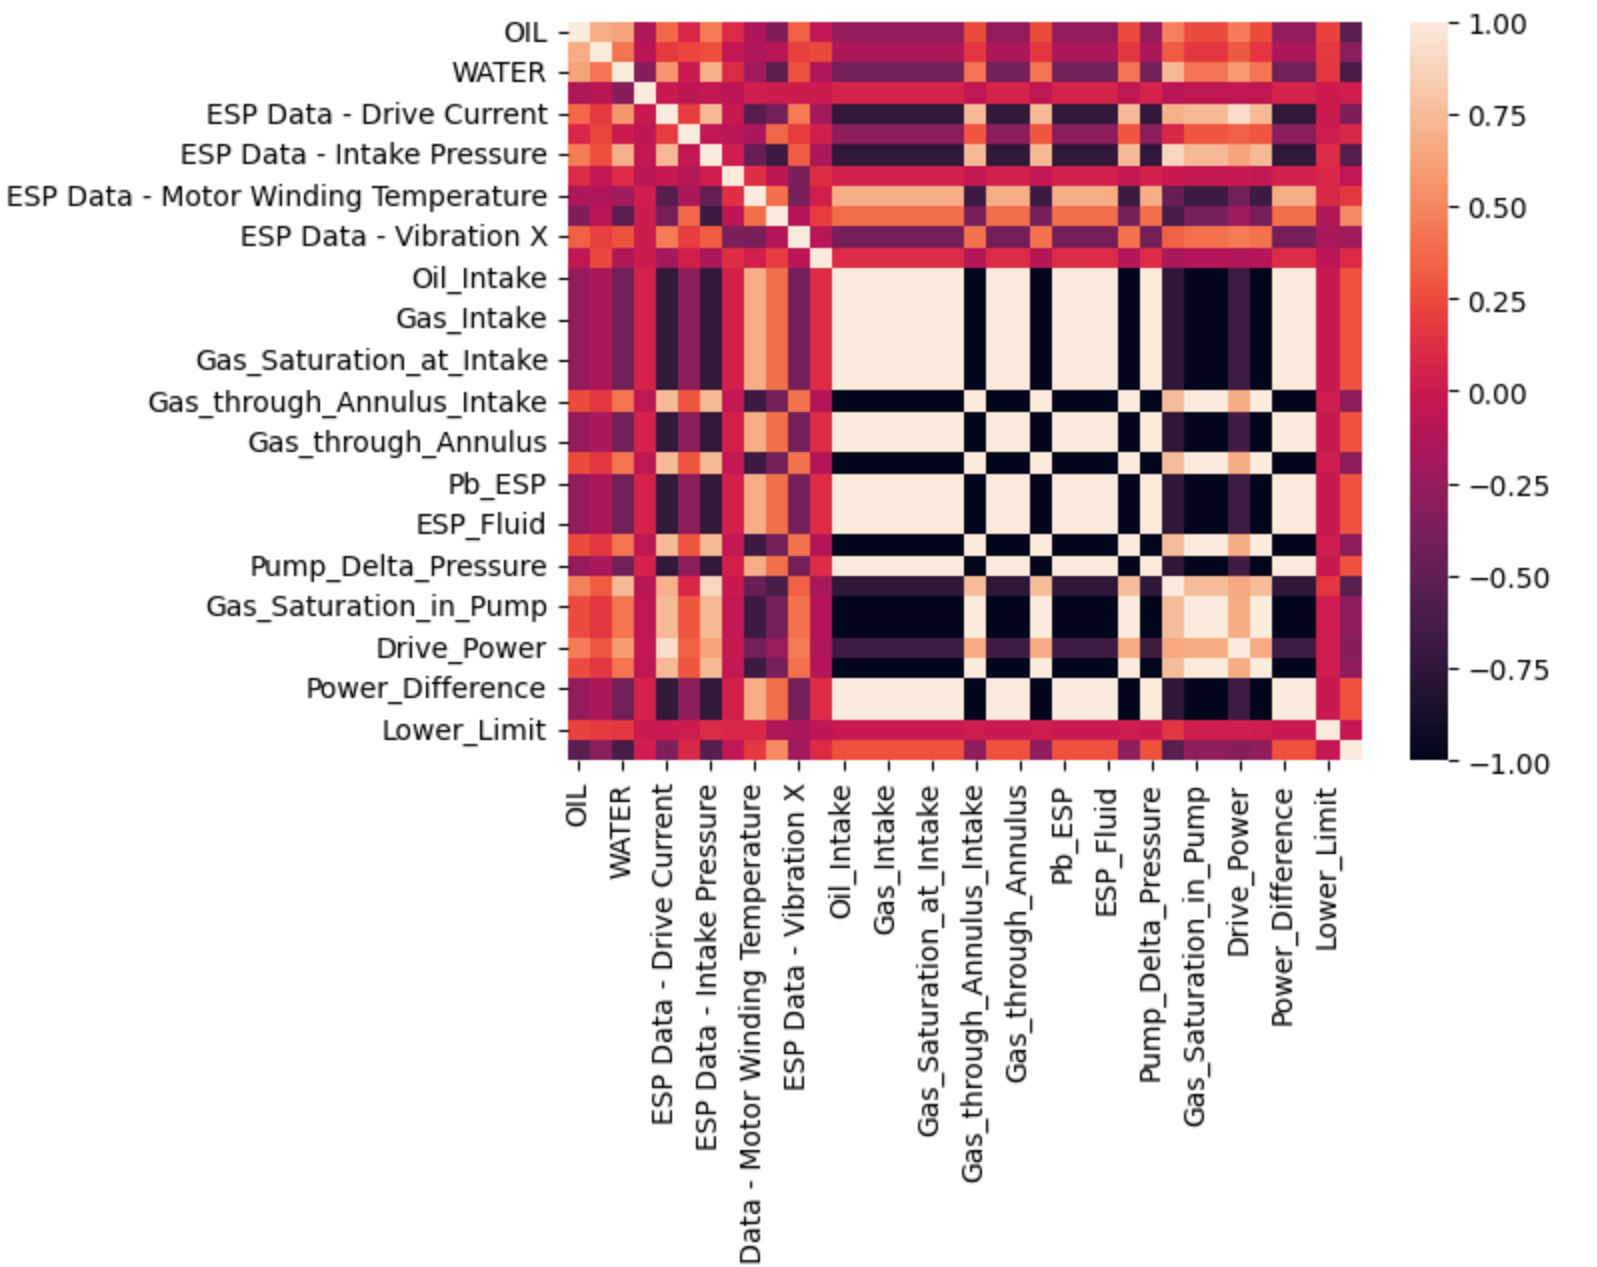 OIL
WATER
ESP Data - Drive Current
ESP Data - Intake Pressure
ESP Data - Motor Winding Temperature
ESP Data - Vibration X
Oil_Intake
Gas_Intake
Gas_Saturation_at_Intake
Gas_through_Annulus_Intake
Gas_through_Annulus
Pb_ESP
ESP_Fluid
Pump_Delta_Pressure
Gas_Saturation_in_Pump
Drive_Power
Power_Difference
Lower_Limit
1.00
0.75
0.50
0.25
0.00
−0.25
−0.50
−0.75
−1.00
OIL
WATER
ESP Data - Drive Current
ESP Data - Intake Pressure
Data - Motor Winding Temperature
ESP Data - Vibration X
Oil_Intake
Gas_Intake
Gas_Saturation_at_Intake
Gas_through_Annulus_Intake
Gas_through_Annulus
Pb_ESP
ESP_Fluid
Pump_Delta_Pressure
Gas_Saturation_in_Pump
Drive_Power
Power_Difference
Lower_Limit